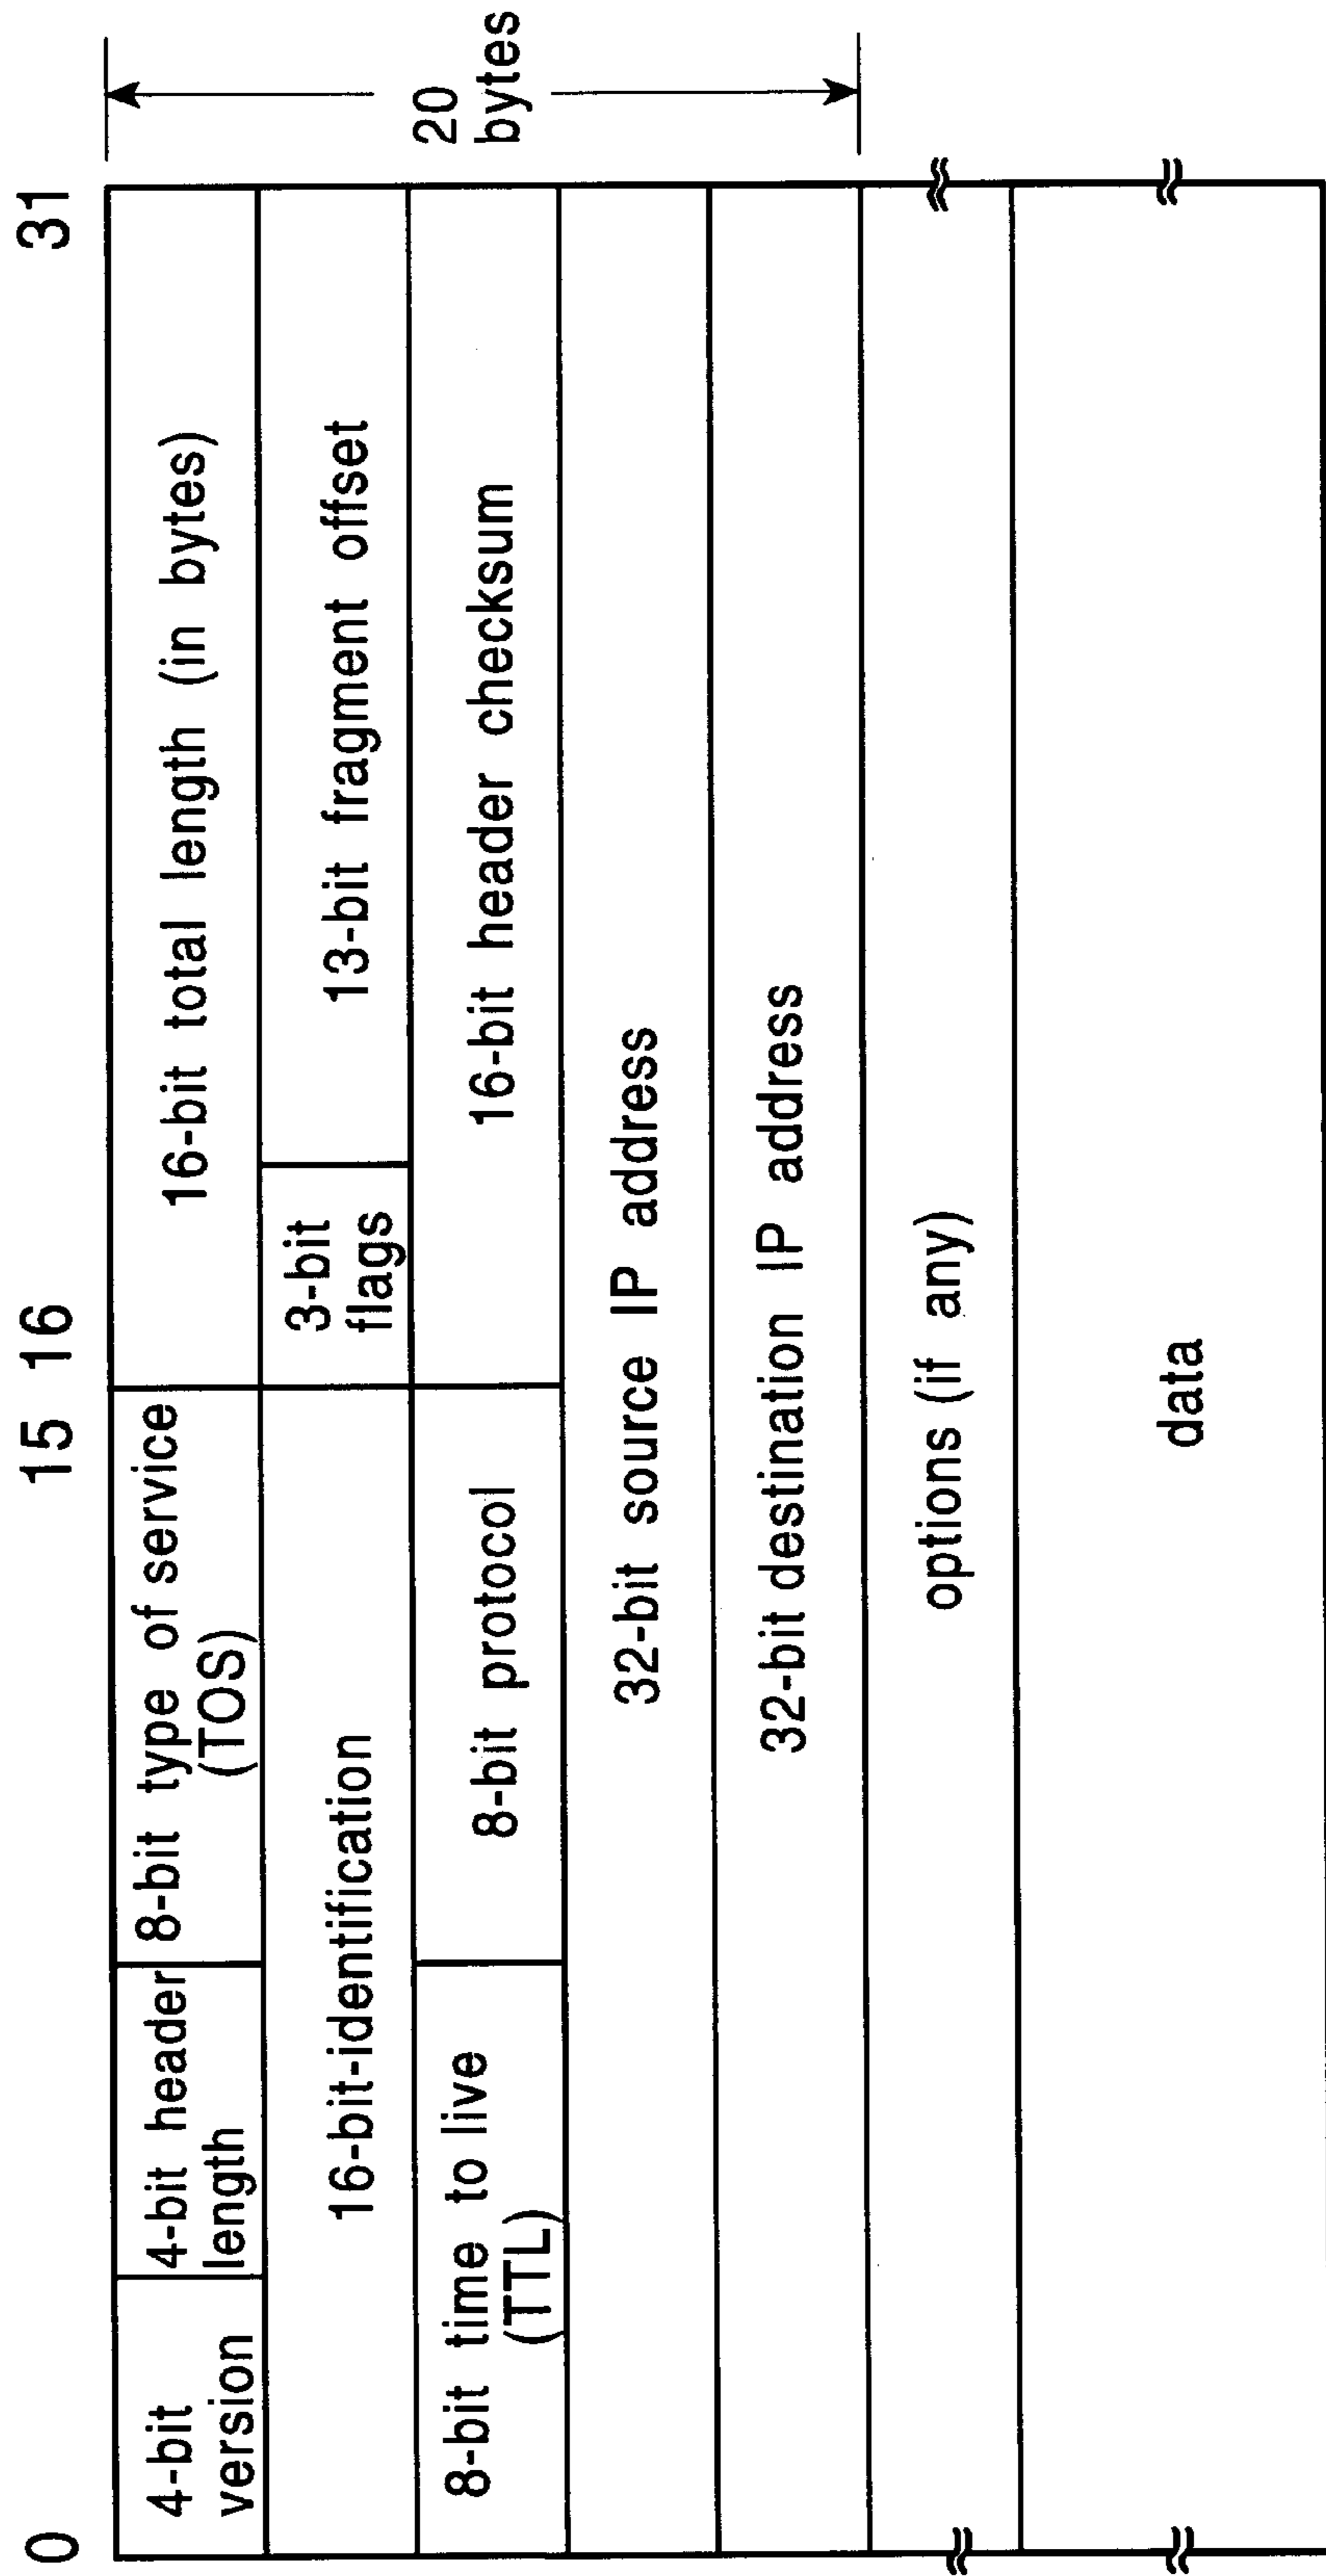 0
15 16
31
4-bit
version
4-bit header
length
8-bit type of service
(TOS)
16-bit total length (in bytes)
16-bit-identification
3-bit
flags
13-bit fragment offset
8-bit time to live
(TTL)
8-bit protocol
16-bit header checksum
32-bit source IP address
32-bit destination IP address
options (if any)
data
20
bytes